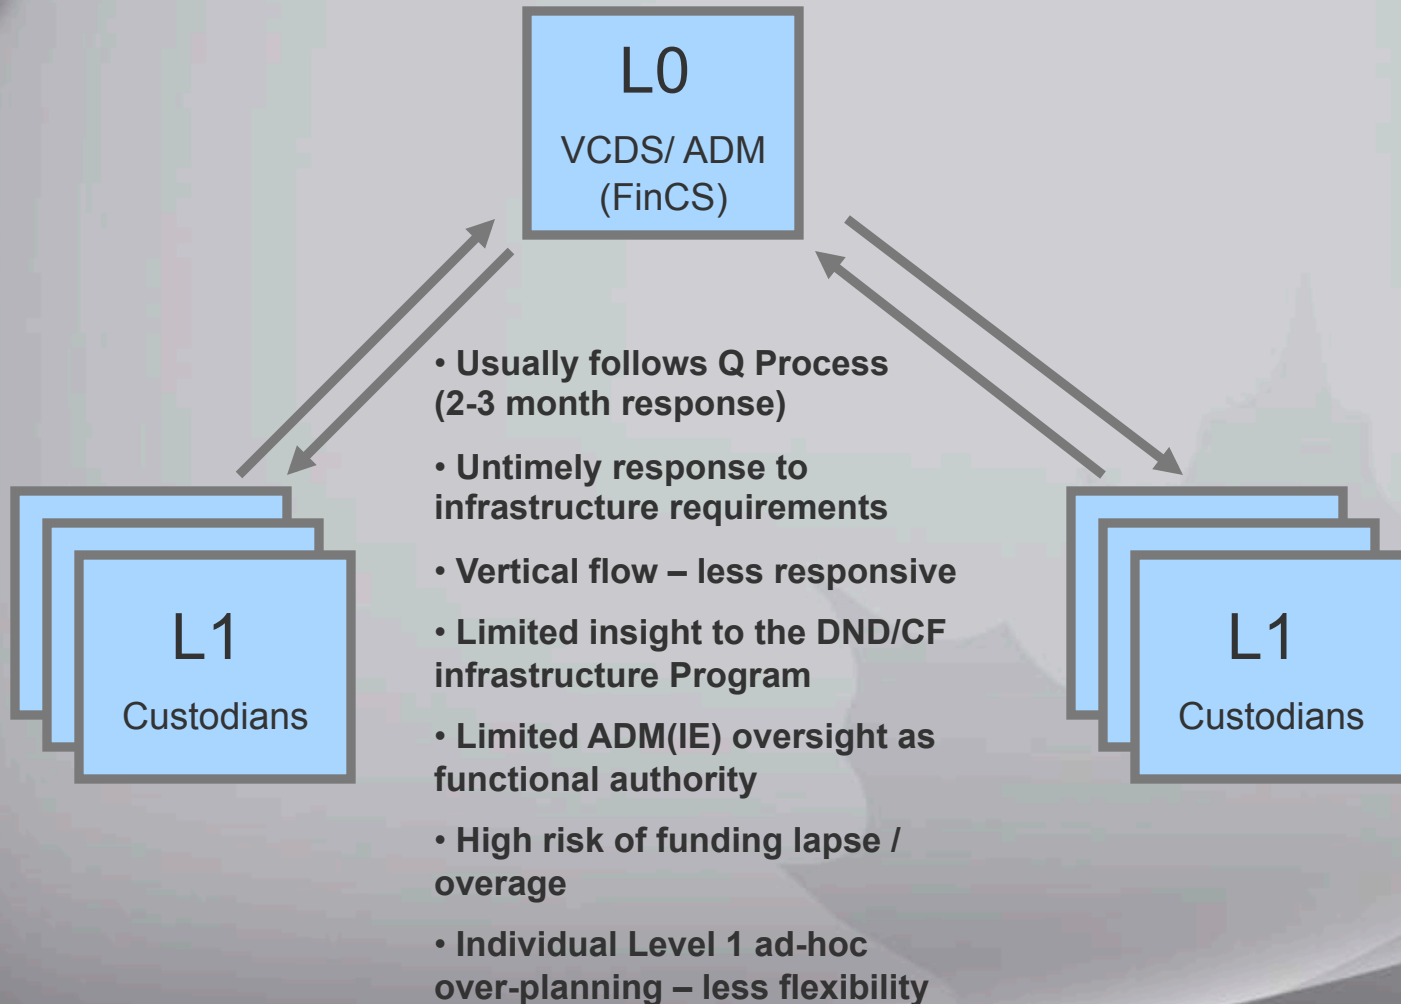 L0
VCDS/ ADM
(FinCS)
• Usually follows Q Process
(2-3 month response)
• Untimely response to
infrastructure requirements
• Vertical flow – less responsive
• Limited insight to the DND/CF
infrastructure Program
• Limited ADM(IE) oversight as
functional authority
• High risk of funding lapse /
overage
• Individual Level 1 ad-hoc
over-planning – less flexibility
L1
Custodians
L1
Custodians